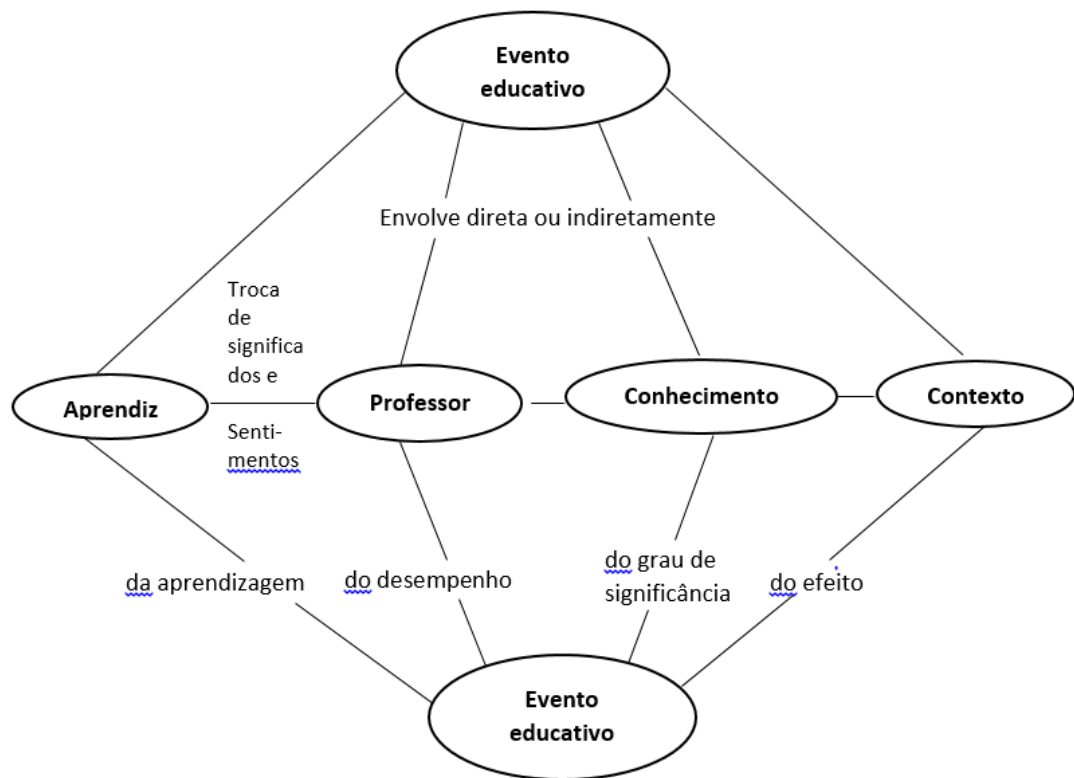 Evento
educativo
Envolve direta ou indiretamente
Troca
de
significa
dos e
Aprendiz
Professor
Conhecimento
Contexto
Senti-
mentos
da aprendizagem
do desempenho
do grau de
significância
do efeito
Evento
educativo